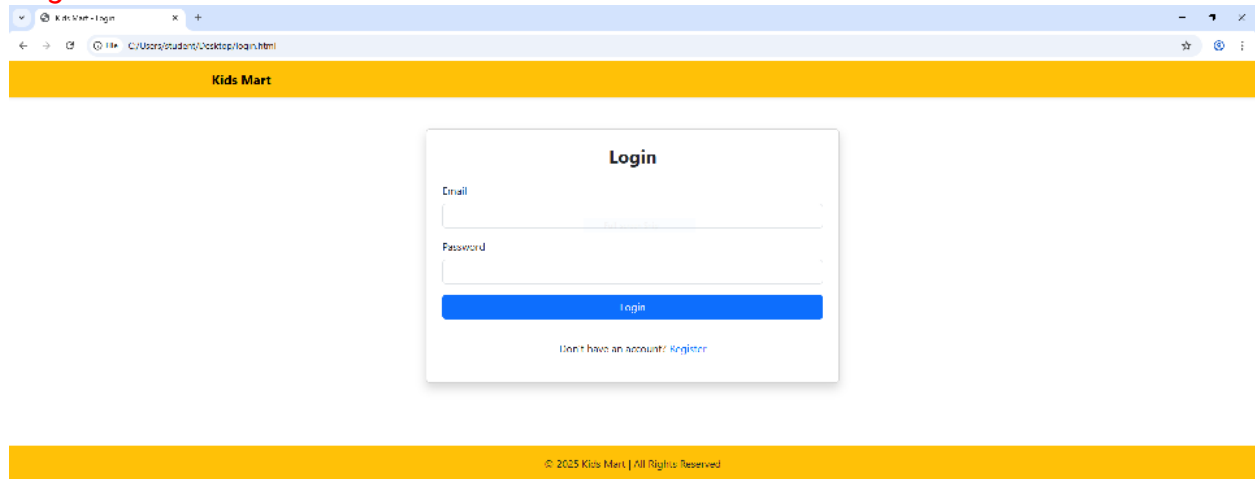 Kids Mart - Login
File C:/Users/student/Desktop/login.html
Kids Mart
Login
Email
Password
Login
Don't have an account? Register
© 2025 Kids Mart | All Rights Reserved